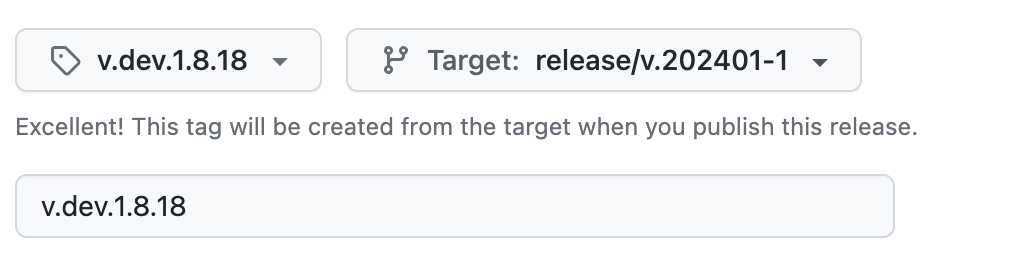 v.dev.1.8.18 Target: release/v.202401-1
Excellent! This tag will be created from the target when you publish this release.
v.dev.1.8.18